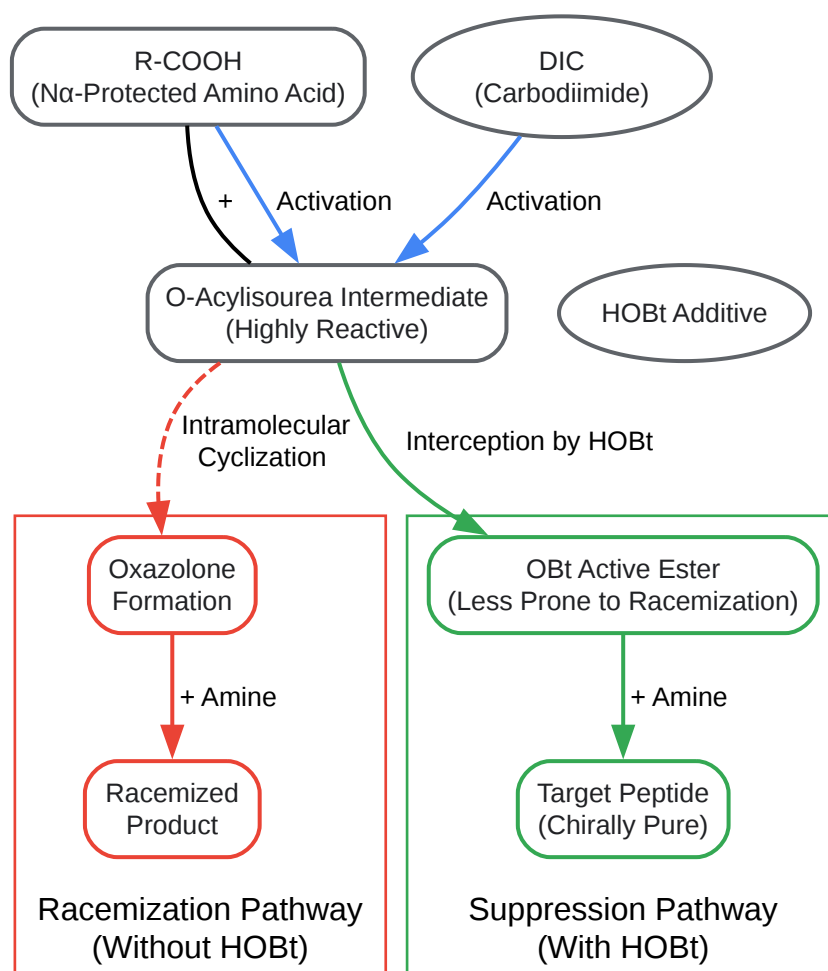 R-COOH
(Nα-Protected Amino Acid)
DIC
(Carbodiimide)
+
Activation
Activation
O-Acylisourea Intermediate
(Highly Reactive)
HOBt Additive
Intramolecular
Cyclization
Interception by HOBt
Oxazolone
Formation
OBt Active Ester
(Less Prone to Racemization)
+ Amine
+ Amine
Racemized
Product
Target Peptide
(Chirally Pure)
Racemization Pathway
(Without HOBt)
Suppression Pathway
(With HOBt)